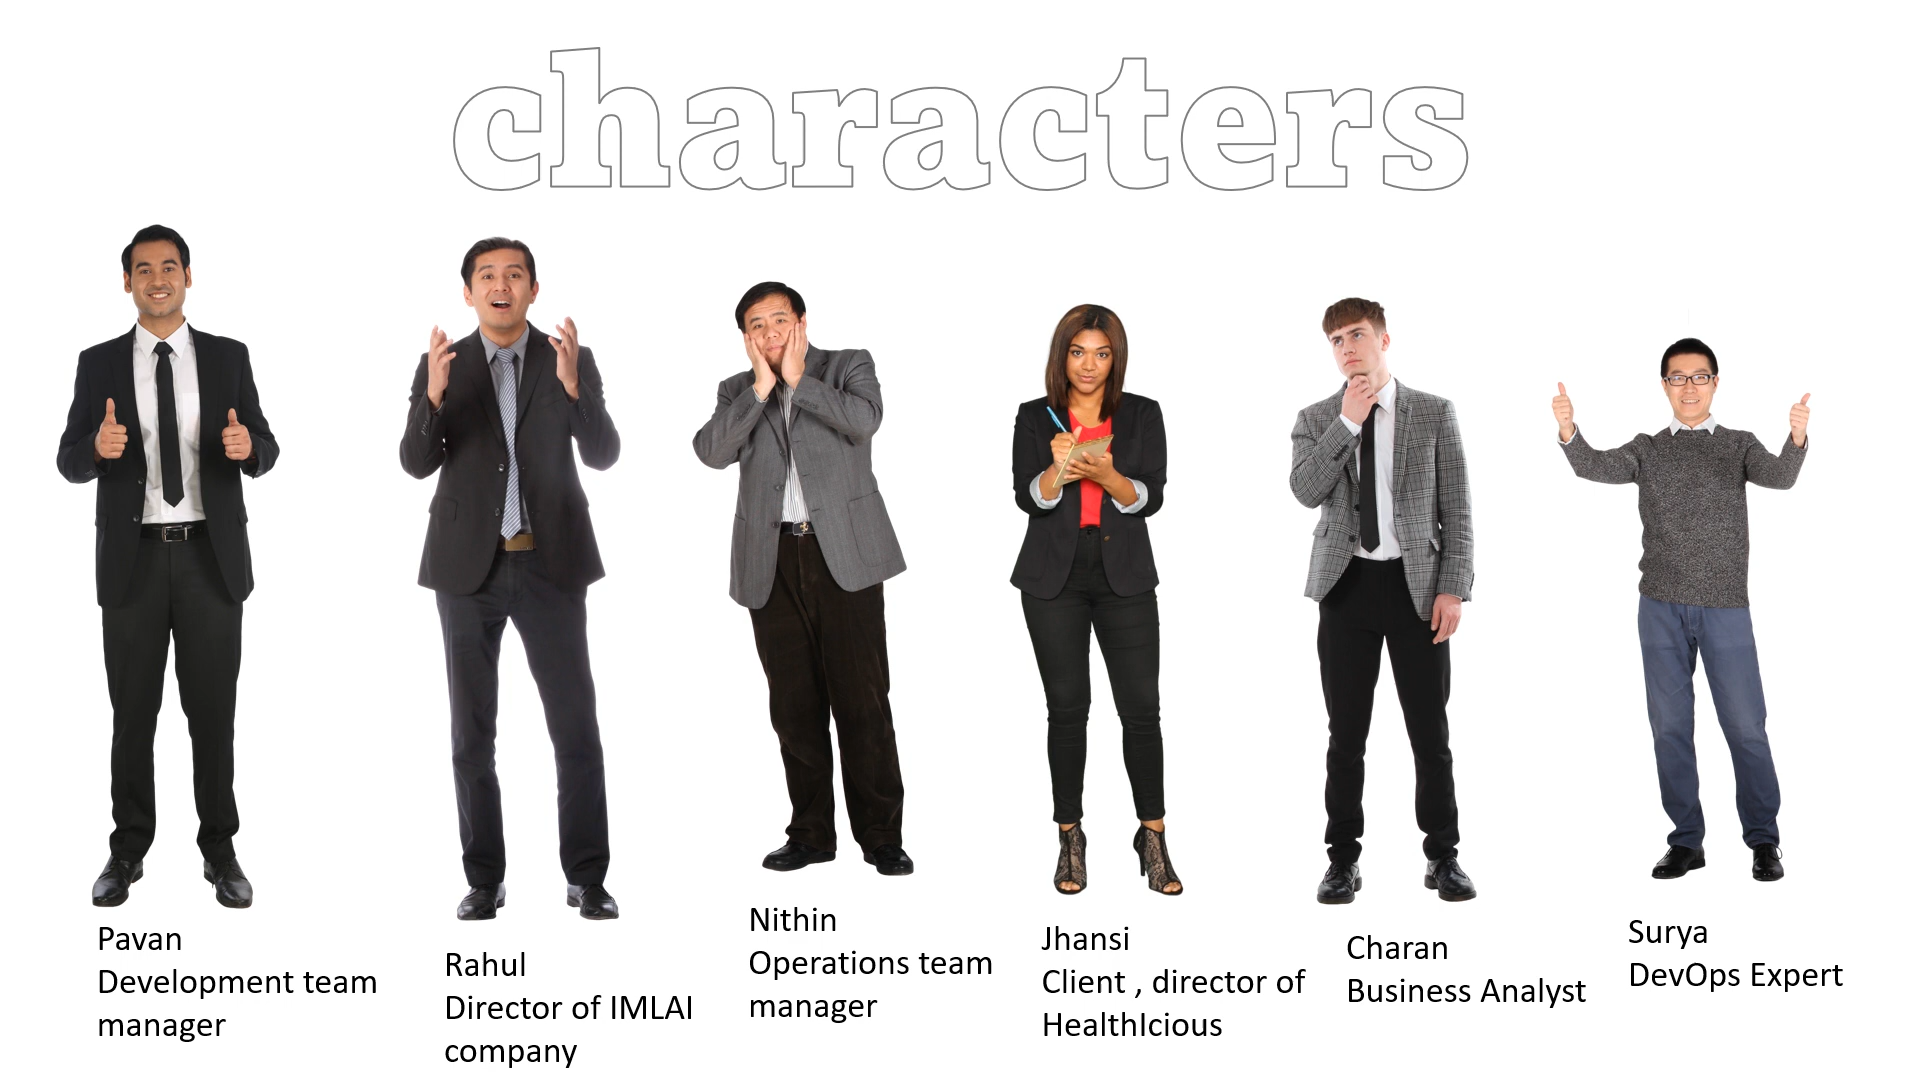 characters
Pavan
Development team
manager
Rahul
Director of IMLAI
company
Nithin
Operations team
manager
Jhansi
Client , director of
HealthIcious
Charan
Business Analyst
Surya
DevOps Expert